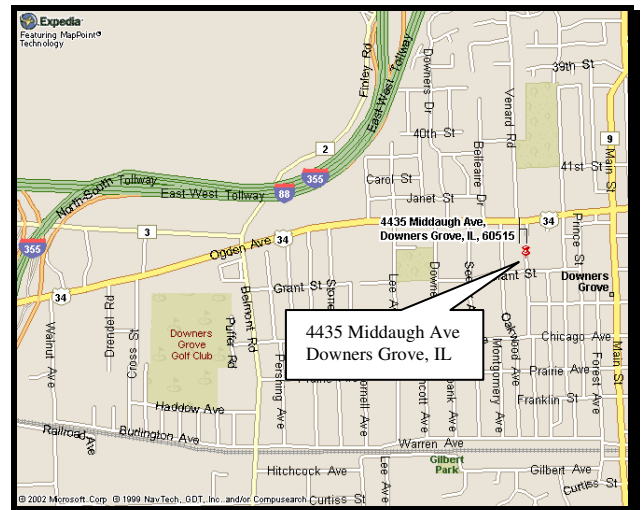 Expedia
Featuring MapPoint®
Technology
Finley Rd
East-West Tollway
Downers Dr
Venard Rd
39th St
2
40th St
9
Main St
Belleaire Dr
41st St
355
Carol St
North-South Tollway
East West Tollway
88
Janet St
4435 Middaugh Ave,
Downers Grove, IL, 60515
34
3
Ogden Ave
34
Prince St
355
Grant St
Downers
Grove
34
Lee Ave
Belmont Rd
Drendel Rd
Cross St
Walnut Ave
Downers
Grove
Golf Club
Puffer Rd
4435 Middaugh Ave
Downers Grove, IL
Oakwood Ave
Chicago Ave
Main St
Pershing Ave
Montgomery Ave
Prairie Ave
Forest Ave
Franklin St
Haddow Ave
Railroad Ave
Burlington Ave
Warren Ave
Gilbert
Park
Hitchcock Ave
Lee Ave
Gilbert Ave
Curtiss St
Curtiss St
© 2002 Microsoft Corp © 1999 NavTech, GDT, Inc. and/or Compusearch